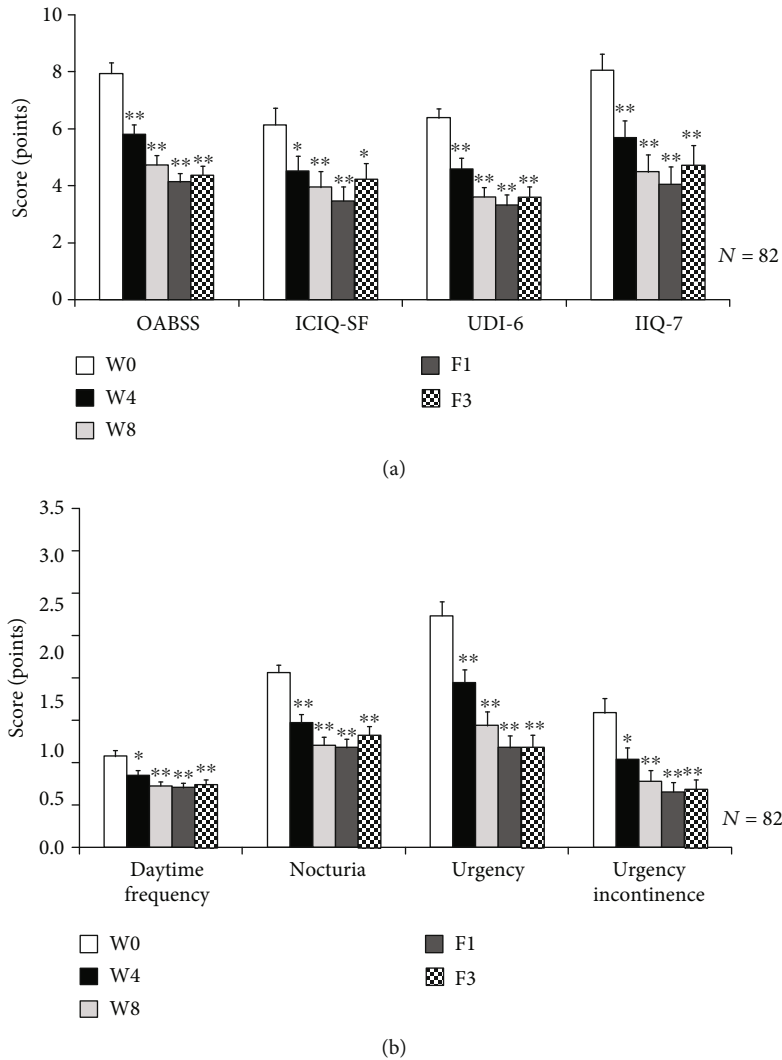 10
8
6
4
2
0
Score (points)
** ** ** **
* ** ** *
** ** ** **
** ** ** **
N = 82
OABSS ICIQ-SF UDI-6 IIQ-7
W0 F1
W4 F3
W8
(a)
3.5
3.0
2.5
2.0
1.5
1.0
0.5
0.0
Score (points)
* ** ** **
** ** ** **
** ** ** **
* ** ** **
N = 82
Daytime Nocturia Urgency Urgency
frequency incontinence
W0 F1
W4 F3
W8
(b)